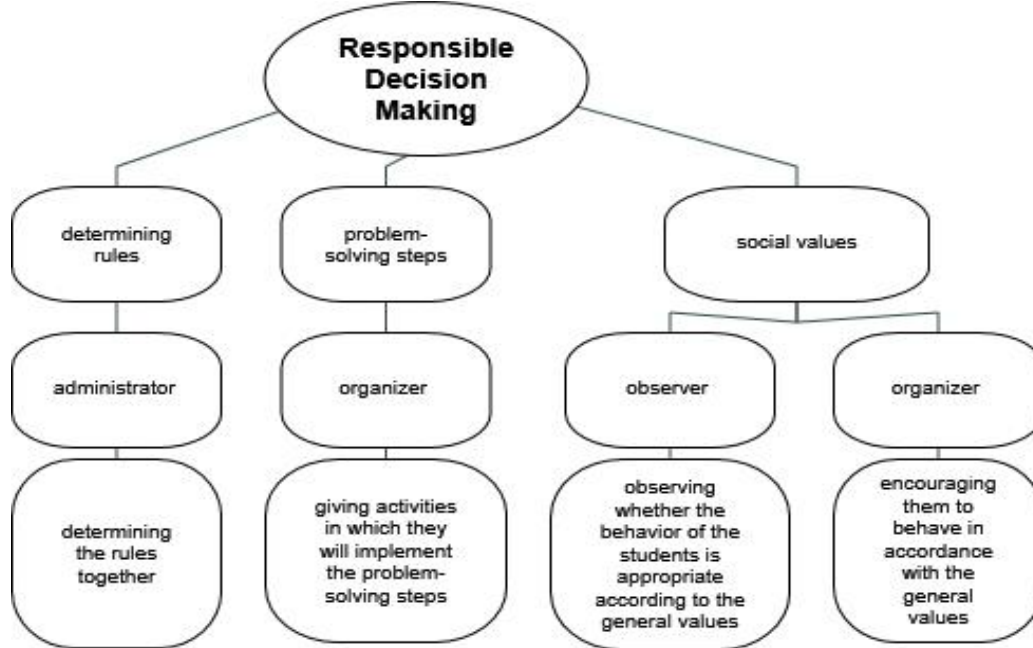 Responsible
Decision
Making
determining
rules
problem-
solving steps
social values
administrator
organizer
observer
organizer
determining
the rules
together
giving activities
in which they
will implement
the problem-
solving steps
observing
whether the
behavior of the
students is
appropriate
according to the
general values
encouraging
them to
behave in
accordance
with the
general
values